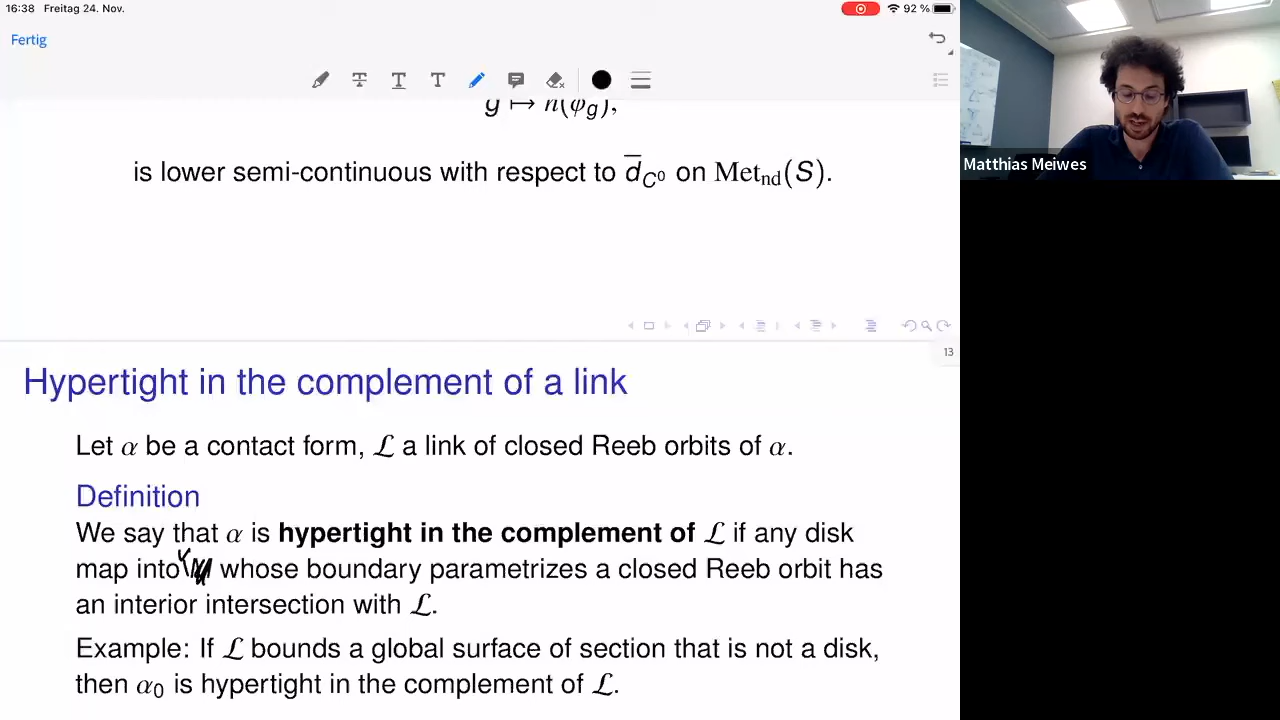 16:38 Freitag 24. Nov.
92 %
Fertig
is lower semi-continuous with respect to d̅_{C⁰} on Met_{nd}(S).
13
Hypertight in the complement of a link
Let α be a contact form, ℒ a link of closed Reeb orbits of α.
Definition
We say that α is hypertight in the complement of ℒ if any disk
map into whose boundary parametrizes a closed Reeb orbit has
an interior intersection with ℒ.
Example: If ℒ bounds a global surface of section that is not a disk,
then α₀ is hypertight in the complement of ℒ.
Matthias Meiwes